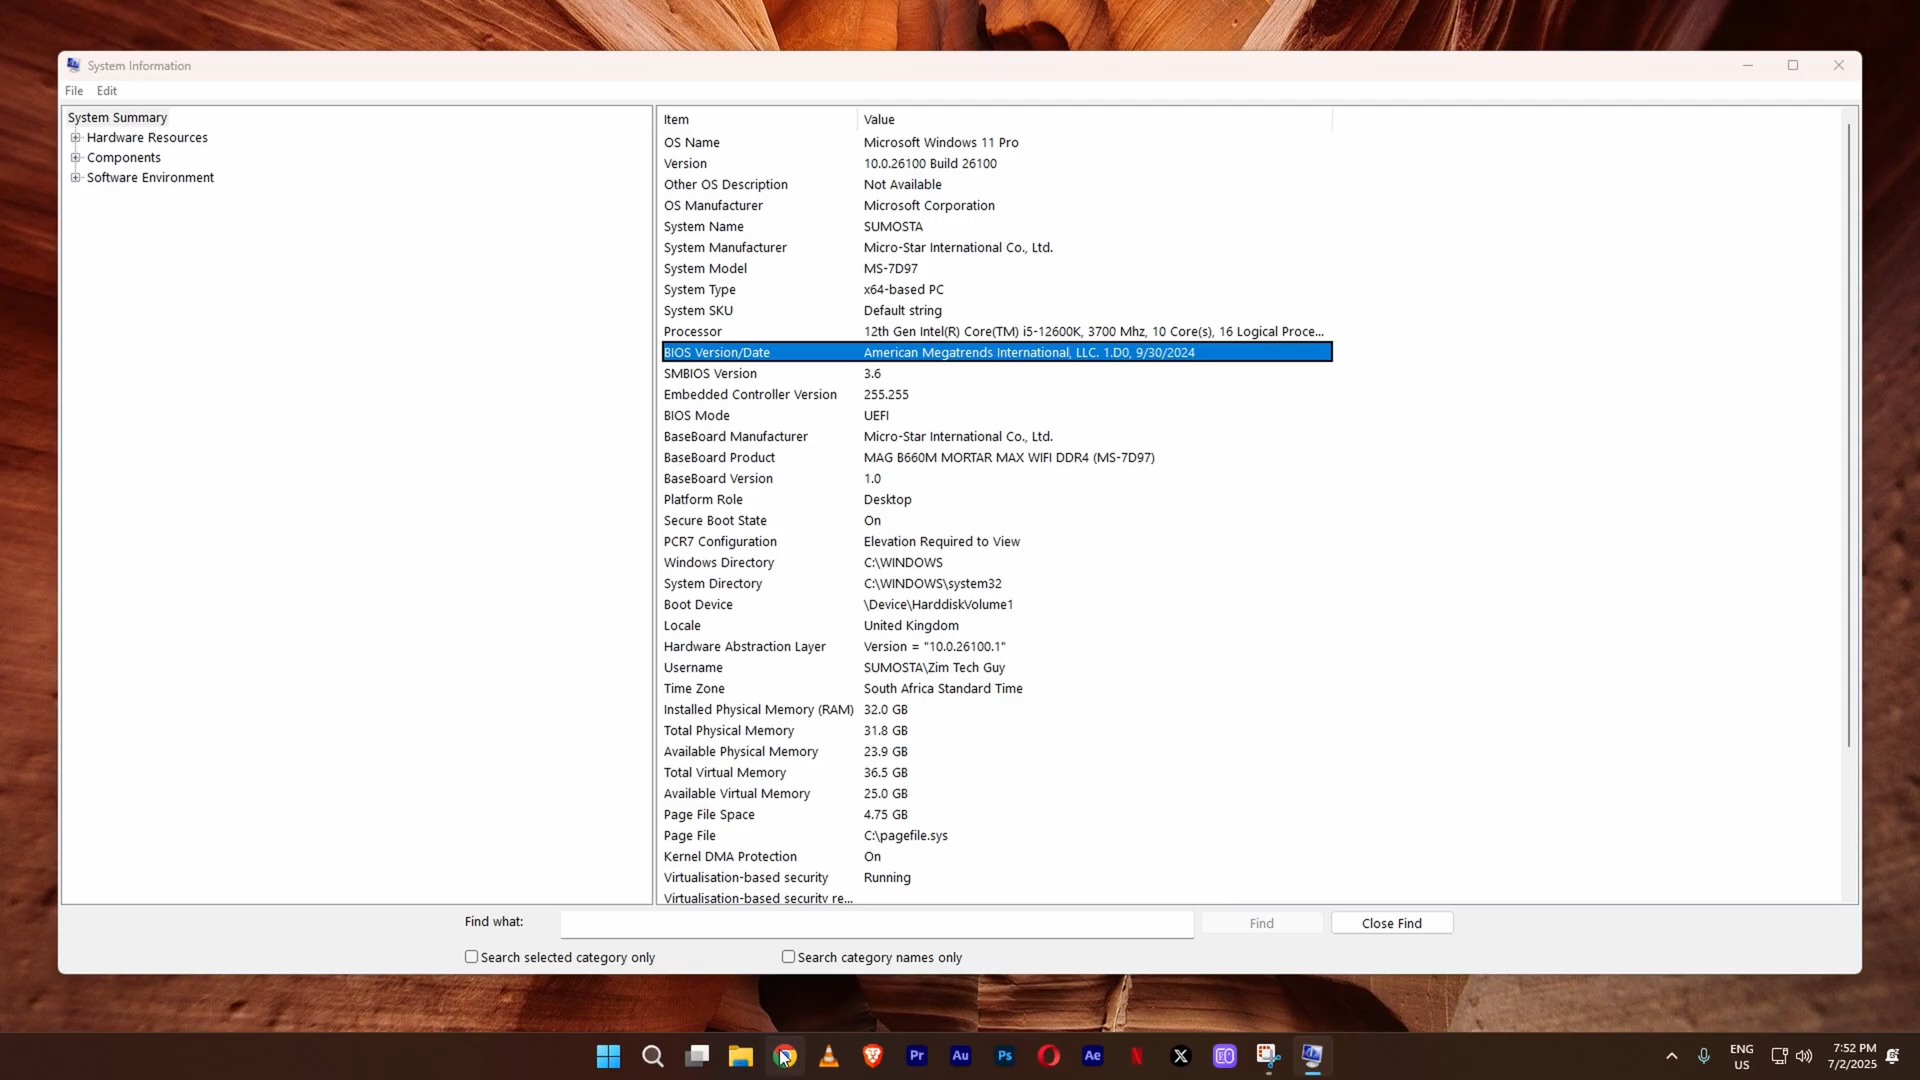 System Information
File Edit
System Summary
Hardware Resources
Components
Software Environment
Item Value
OS Name Microsoft Windows 11 Pro
Version 10.0.26100 Build 26100
Other OS Description Not Available
OS Manufacturer Microsoft Corporation
System Name SUMOSTA
System Manufacturer Micro-Star International Co., Ltd.
System Model MS-7D97
System Type x64-based PC
System SKU Default string
Processor 12th Gen Intel(R) Core(TM) i5-12600K, 3700 Mhz, 10 Core(s), 16 Logical Proce...
BIOS Version/Date American Megatrends International, LLC. 1.D0, 9/30/2024
SMBIOS Version 3.6
Embedded Controller Version 255.255
BIOS Mode UEFI
BaseBoard Manufacturer Micro-Star International Co., Ltd.
BaseBoard Product MAG B660M MORTAR MAX WIFI DDR4 (MS-7D97)
BaseBoard Version 1.0
Platform Role Desktop
Secure Boot State On
PCR7 Configuration Elevation Required to View
Windows Directory C:\WINDOWS
System Directory C:\WINDOWS\system32
Boot Device \Device\HarddiskVolume1
Locale United Kingdom
Hardware Abstraction Layer Version = "10.0.26100.1"
Username SUMOSTA\Zim Tech Guy
Time Zone South Africa Standard Time
Installed Physical Memory (RAM) 32.0 GB
Total Physical Memory 31.8 GB
Available Physical Memory 23.9 GB
Total Virtual Memory 36.5 GB
Available Virtual Memory 25.0 GB
Page File Space 4.75 GB
Page File C:\pagefile.sys
Kernel DMA Protection On
Virtualisation-based security Running
Virtualisation-based security re...
Find what: Find Close Find
Search selected category only Search category names only
Pr Au Ps Ae N X
ENG
US
7:52 PM
7/2/2025